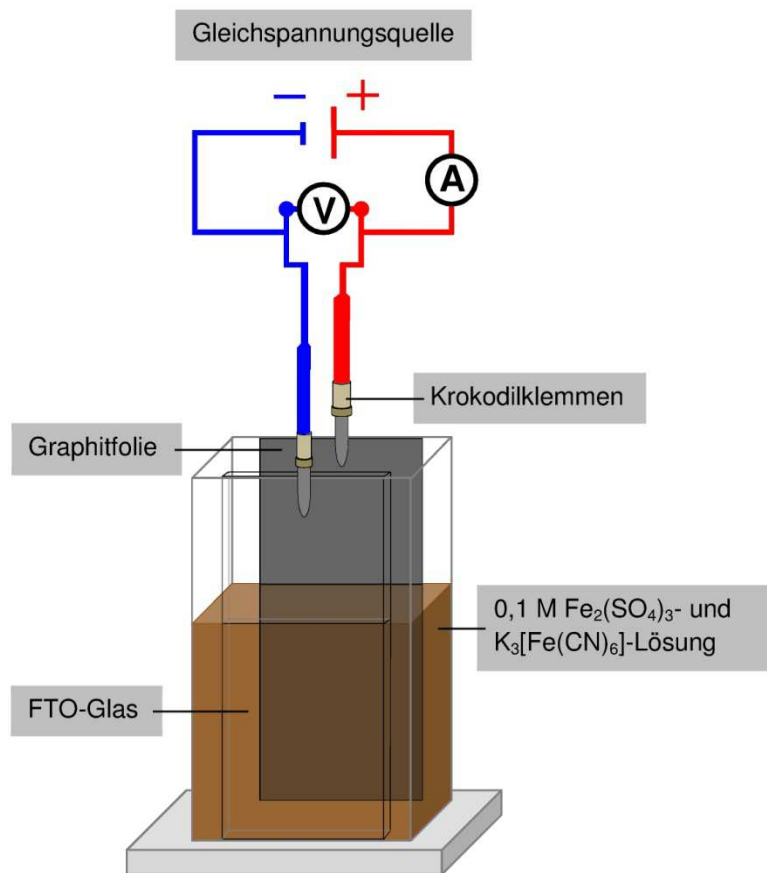 Gleichspannungsquelle
− +
V
A
Krokodilklemmen
Graphitfolie
0,1 M Fe₂(SO₄)₃- und
K₃[Fe(CN)₆]-Lösung
FTO-Glas